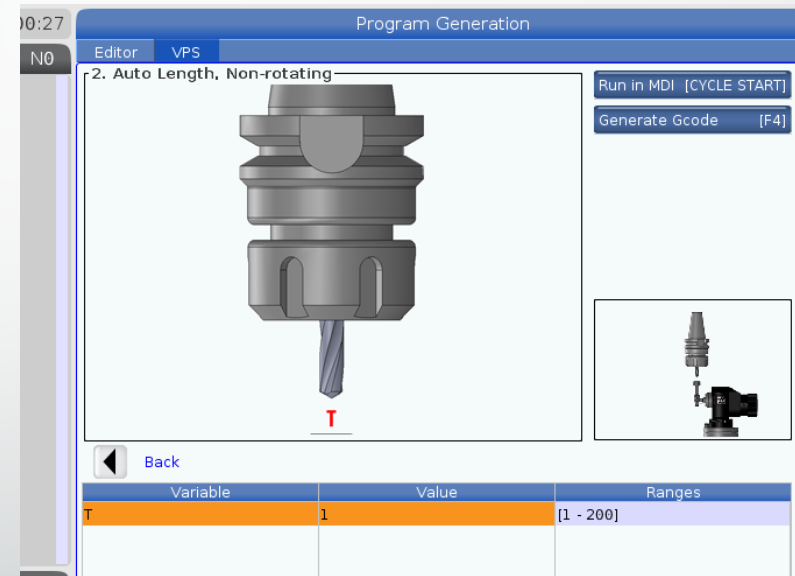 00:27
Program Generation
N0
Editor VPS
2. Auto Length, Non-rotating
Run in MDI [CYCLE START]
Generate Gcode [F4]
T
Back
Variable Value Ranges
T 1 [1 - 200]